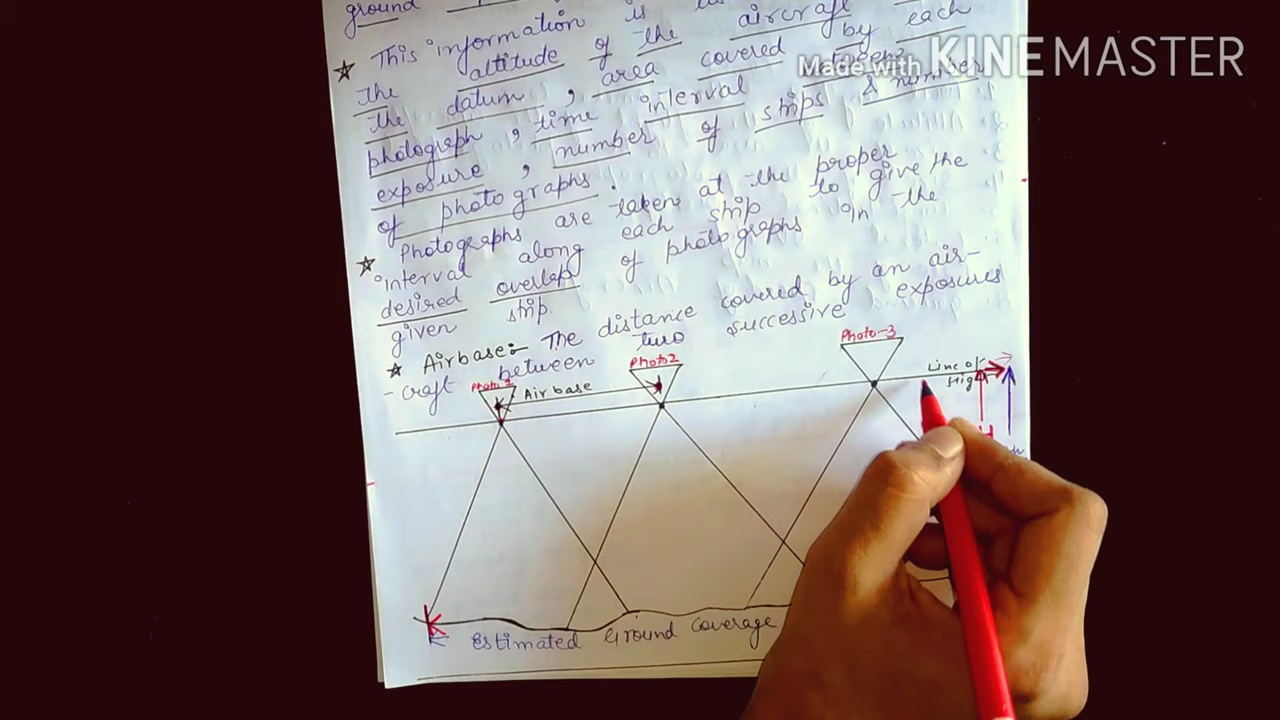 ground
★ This information is
the altitude of the aircraft
the datum, area covered by each
photograph, time interval
exposure, number of strips & number
of photographs.
★ Photographs are taken at the proper
interval along each strip to give the
desired overlap of photographs in the
given strip.
★ Airbase:- The distance covered by an air-
-craft between two successive exposures
Photo 1
Photo 2
Photo-3
Air base
Line of
Estimated Ground Coverage
Made with KINEMASTER